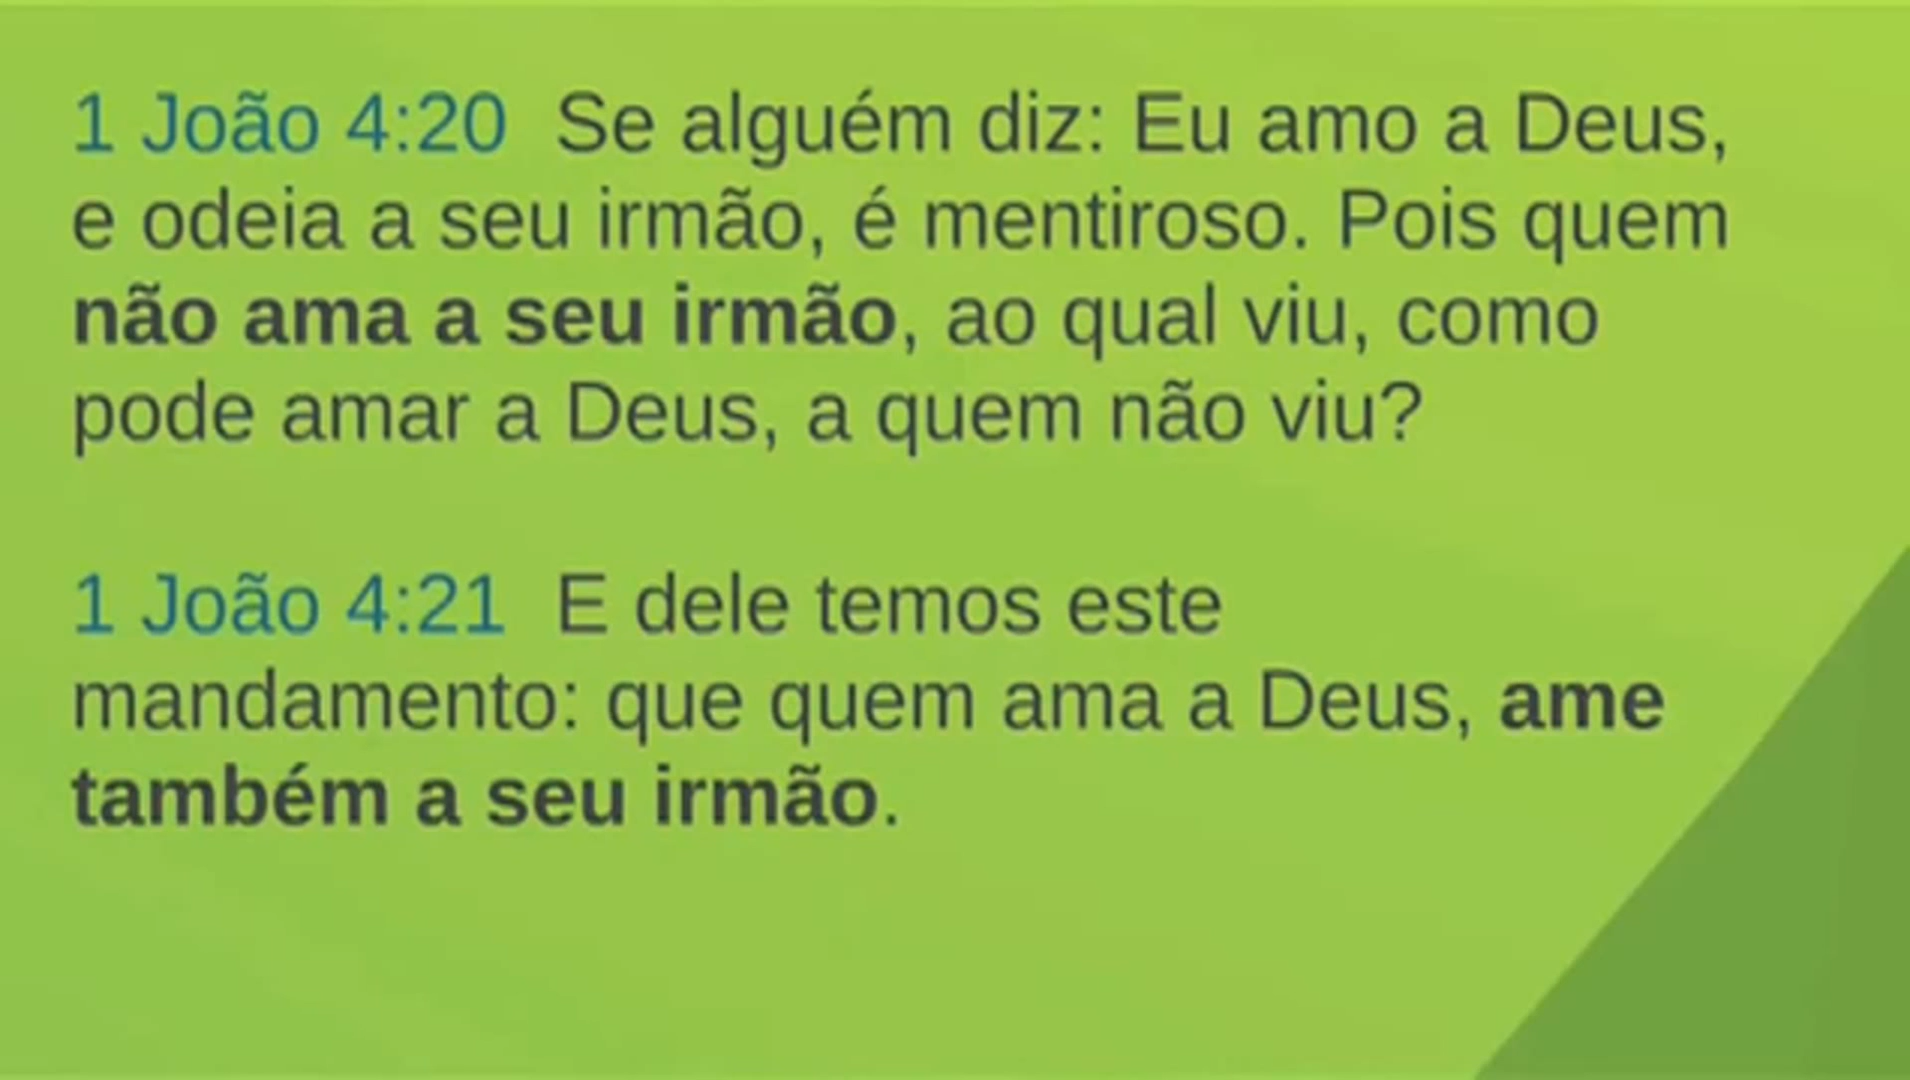 1 João 4:20  Se alguém diz: Eu amo a Deus,
e odeia a seu irmão, é mentiroso. Pois quem
não ama a seu irmão, ao qual viu, como
pode amar a Deus, a quem não viu?
1 João 4:21  E dele temos este
mandamento: que quem ama a Deus, ame
também a seu irmão.